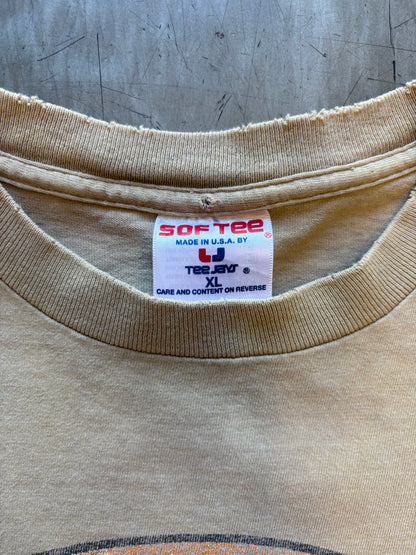 SOFTEE®
MADE IN U.S.A. BY
TEE JAYS ®
XL
CARE AND CONTENT ON REVERSE